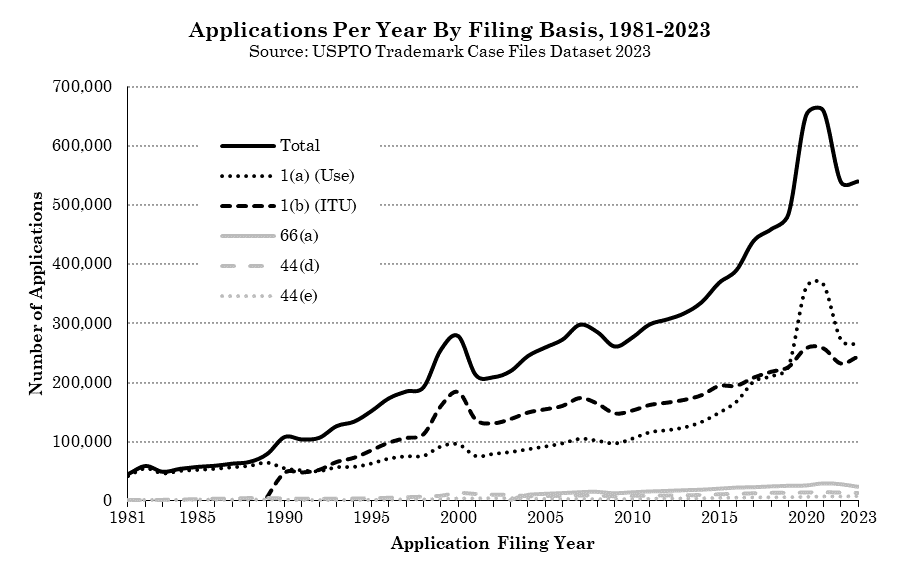 Applications Per Year By Filing Basis, 1981-2023
Source: USPTO Trademark Case Files Dataset 2023
Number of Applications
700,000
600,000
500,000
400,000
300,000
200,000
100,000
0
Total
1(a) (Use)
1(b) (ITU)
66(a)
44(d)
44(e)
1981 1985 1990 1995 2000 2005 2010 2015 2020 2023
Application Filing Year